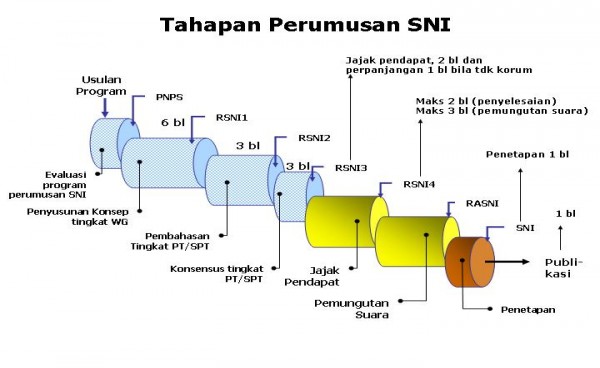 Tahapan Perumusan SNI
Jajak pendapat, 2 bl dan
perpanjangan 1 bl bila tdk korum
Usulan
Program
PNPS
Maks 2 bl (penyelesaian)
Maks 3 bl (pemungutan suara)
6 bl
RSNI1
3 bl
RSNI2
Penetapan 1 bl
3 bl
RSNI3
Evaluasi
program
perumusan SNI
RSNI4
Penyusunan Konsep
tingkat WG
RASNI
1 bl
SNI
Pembahasan
Tingkat PT/SPT
Konsensus tingkat
PT/SPT
Jajak
Pendapat
Publi-
kasi
Pemungutan
Suara
Penetapan